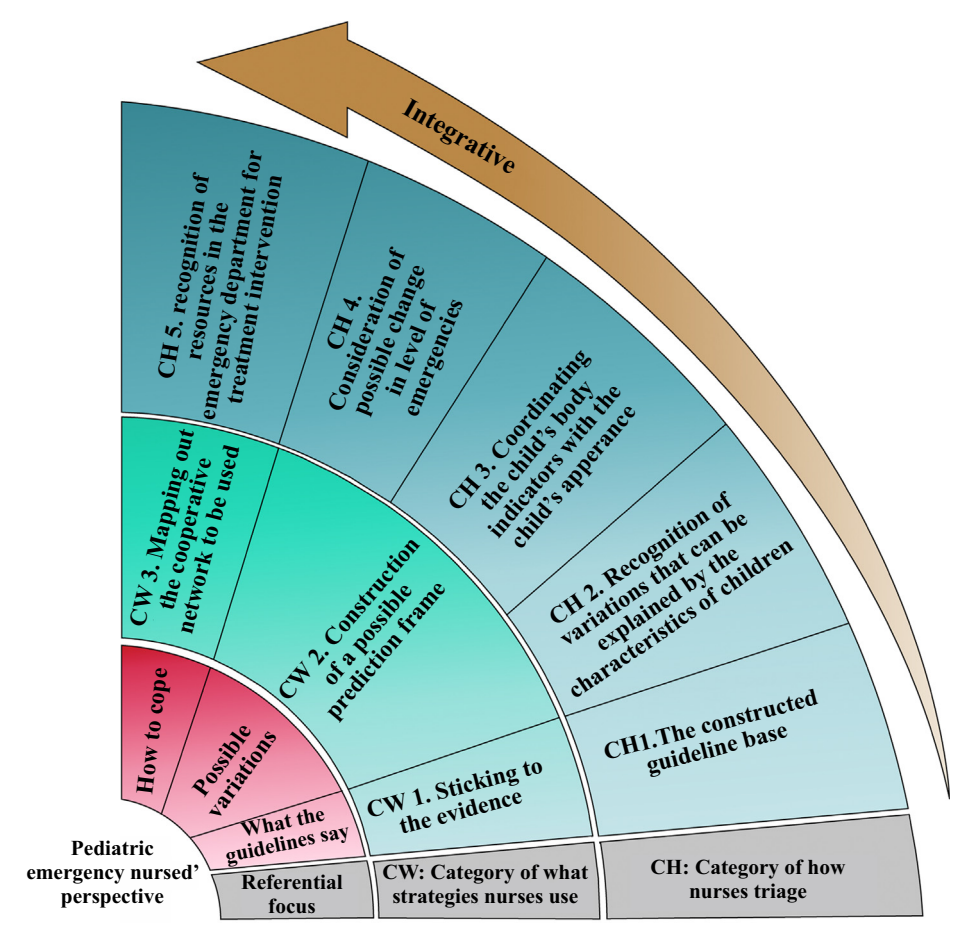 Integrative
CH 5. recognition of
resources in the
emergency department for
treatment intervention
CH 4.
Consideration of
possible change
in level of
emergencies
CH 3. Coordinating
the child's body
indicators with the
child's apperance
CH 2. Recognition of
variations that can be
explained by the
characteristics of children
CH1.The constructed
guideline base
CW 3. Mapping out
the cooperative
network to be used
CW 2. Construction
of a possible
prediction frame
CW 1. Sticking to
the evidence
How to cope
Possible
variations
What the
guidelines say
Pediatric
emergency nursed'
perspective
Referential
focus
CW: Category of what
strategies nurses use
CH: Category of how
nurses triage